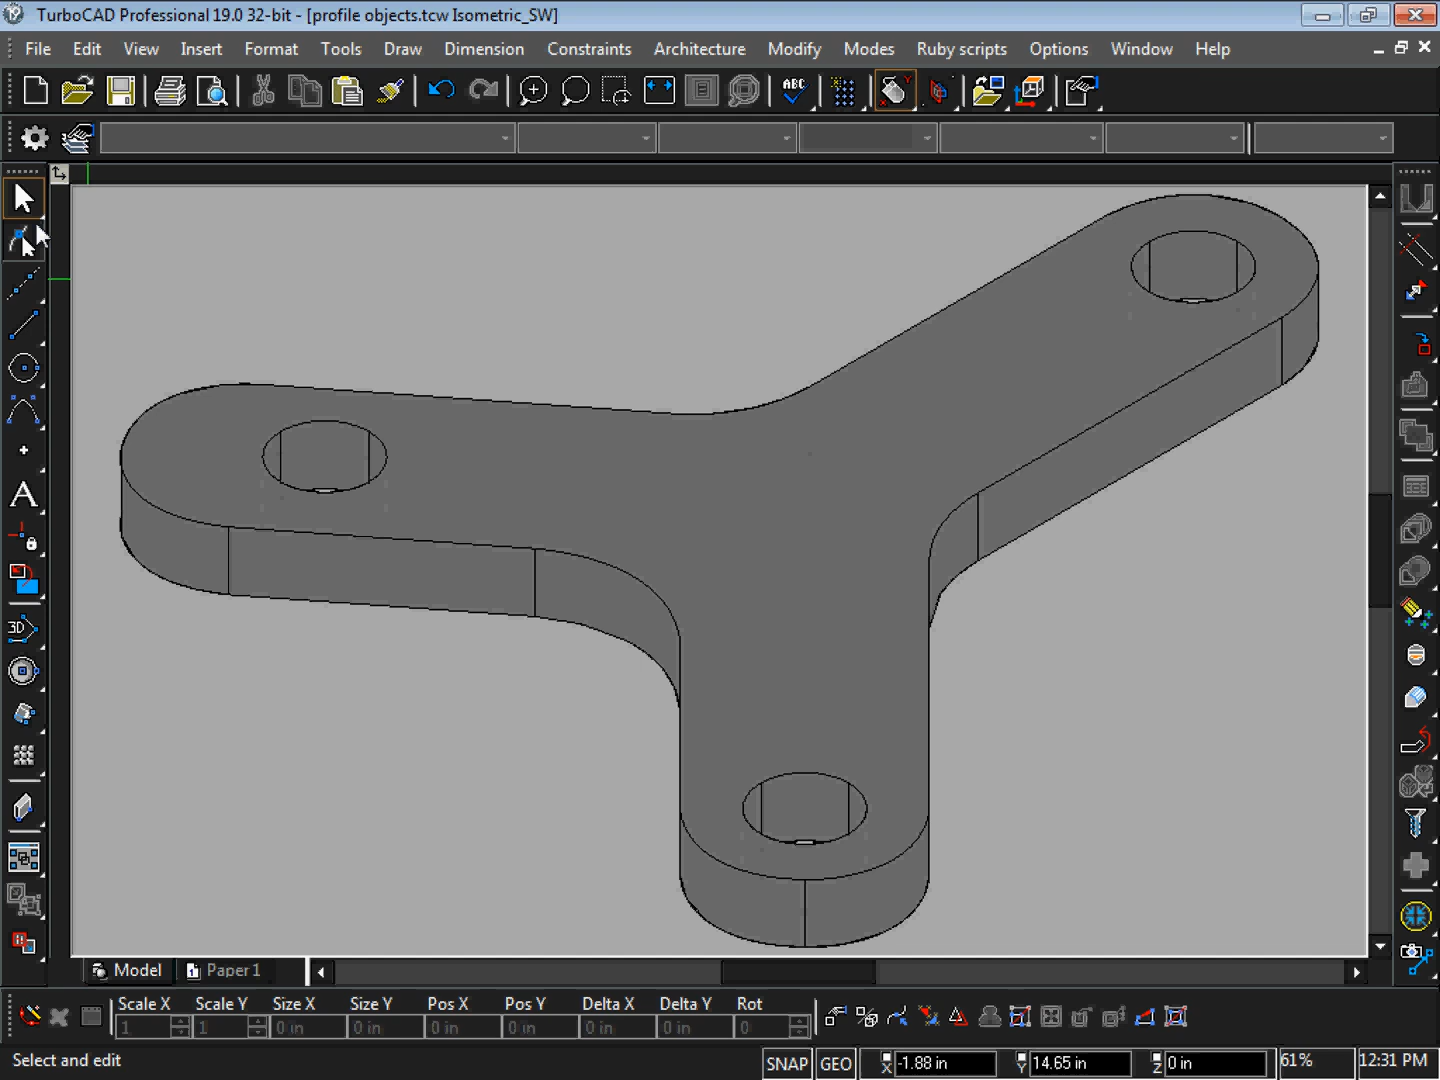 TurboCAD Professional 19.0 32-bit - [profile objects.tcw Isometric_SW]
File Edit View Insert Format Tools Draw Dimension Constraints Architecture Modify Modes Ruby scripts Options Window Help
ABC
A
3D
Model Paper 1
Scale X Scale Y Size X Size Y Pos X Pos Y Delta X Delta Y Rot
1 1 0 in 0 in 0 in 0 in 0 in 0 in 0
Select and edit SNAP GEO X -1.88 in Y 14.65 in Z 0 in 61% 12:31 PM